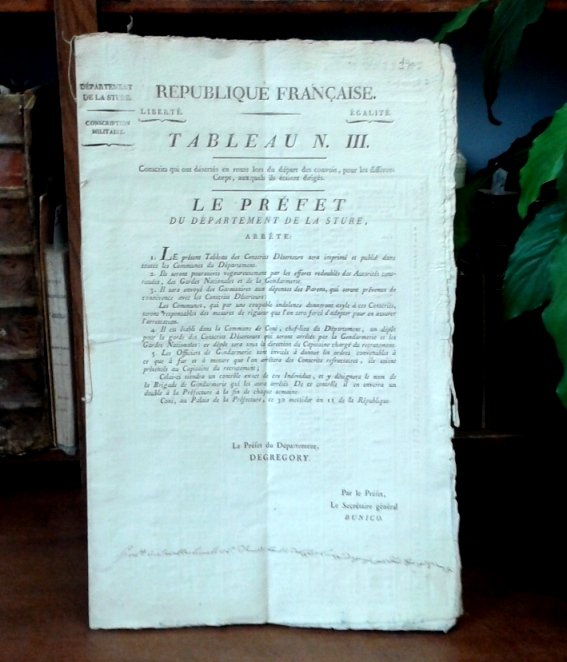 DÉPARTEMENT
DE LA STURE.
CONSCRIPTION
MILITAIRE.
REPUBLIQUE FRANÇAISE.
LIBERTÉ. ÉGALITÉ.
TABLEAU N. III.
Conscrits qui ont désertés en route lors du départ des convois, pour les différens
Corps, auxquels ils étaient dirigés.
LE PRÉFET
DU DÉPARTEMENT DE LA STURE,
ARRÊTE:
1. LE présent Tableau des Conscrits Déserteurs sera imprimé et publié dans
toutes les Communes du Département.
2. Ils seront poursuivis vigoureusement par les efforts redoublés des Autorités
des Gardes Nationales et de la Gendarmerie.
3. Il sera envoyé des Garnisaires aux dépenses des Parens, qui seront prévenus de
connivence avec les Conscrits Déserteurs:
Les Communes, qui par une coupable indolence donneront asyle à ces Conscrits,
seront responsables des mesures de rigueur que l'on sera forcé d'adopter pour en assurer
l'arrestation.
4. Il est établi dans la Commune de Coni, chef-lieu du Département, un dépôt
pour la garde des Conscrits Déserteurs qui seront arrêtés par la Gendarmerie et les
Gardes Nationales: ce dépôt sera sous la direction du Capitaine chargé du recrutement.
5. Les Officiers de Gendarmerie sont invités à donner les ordres convenables à
ce que à fur et à mesure que l'on arrêtera des Conscrits réfractaires, ils soient
présentés au Capitaine du recrutement;
Celui-ci tiendra un contrôle exact de ces Individus, et y désignera le nom de
la Brigade de Gendarmerie qui les aura arrêtés. De ce contrôle il en enverra un
double à la Préfecture à la fin de chaque semaine.
Coni, au Palais de la Préfecture, le 30 messidor an 11 de la République.
Le Préfet du Département,
DEGREGORY.
Par le Préfet,
Le Secrétaire général
BUNICO.